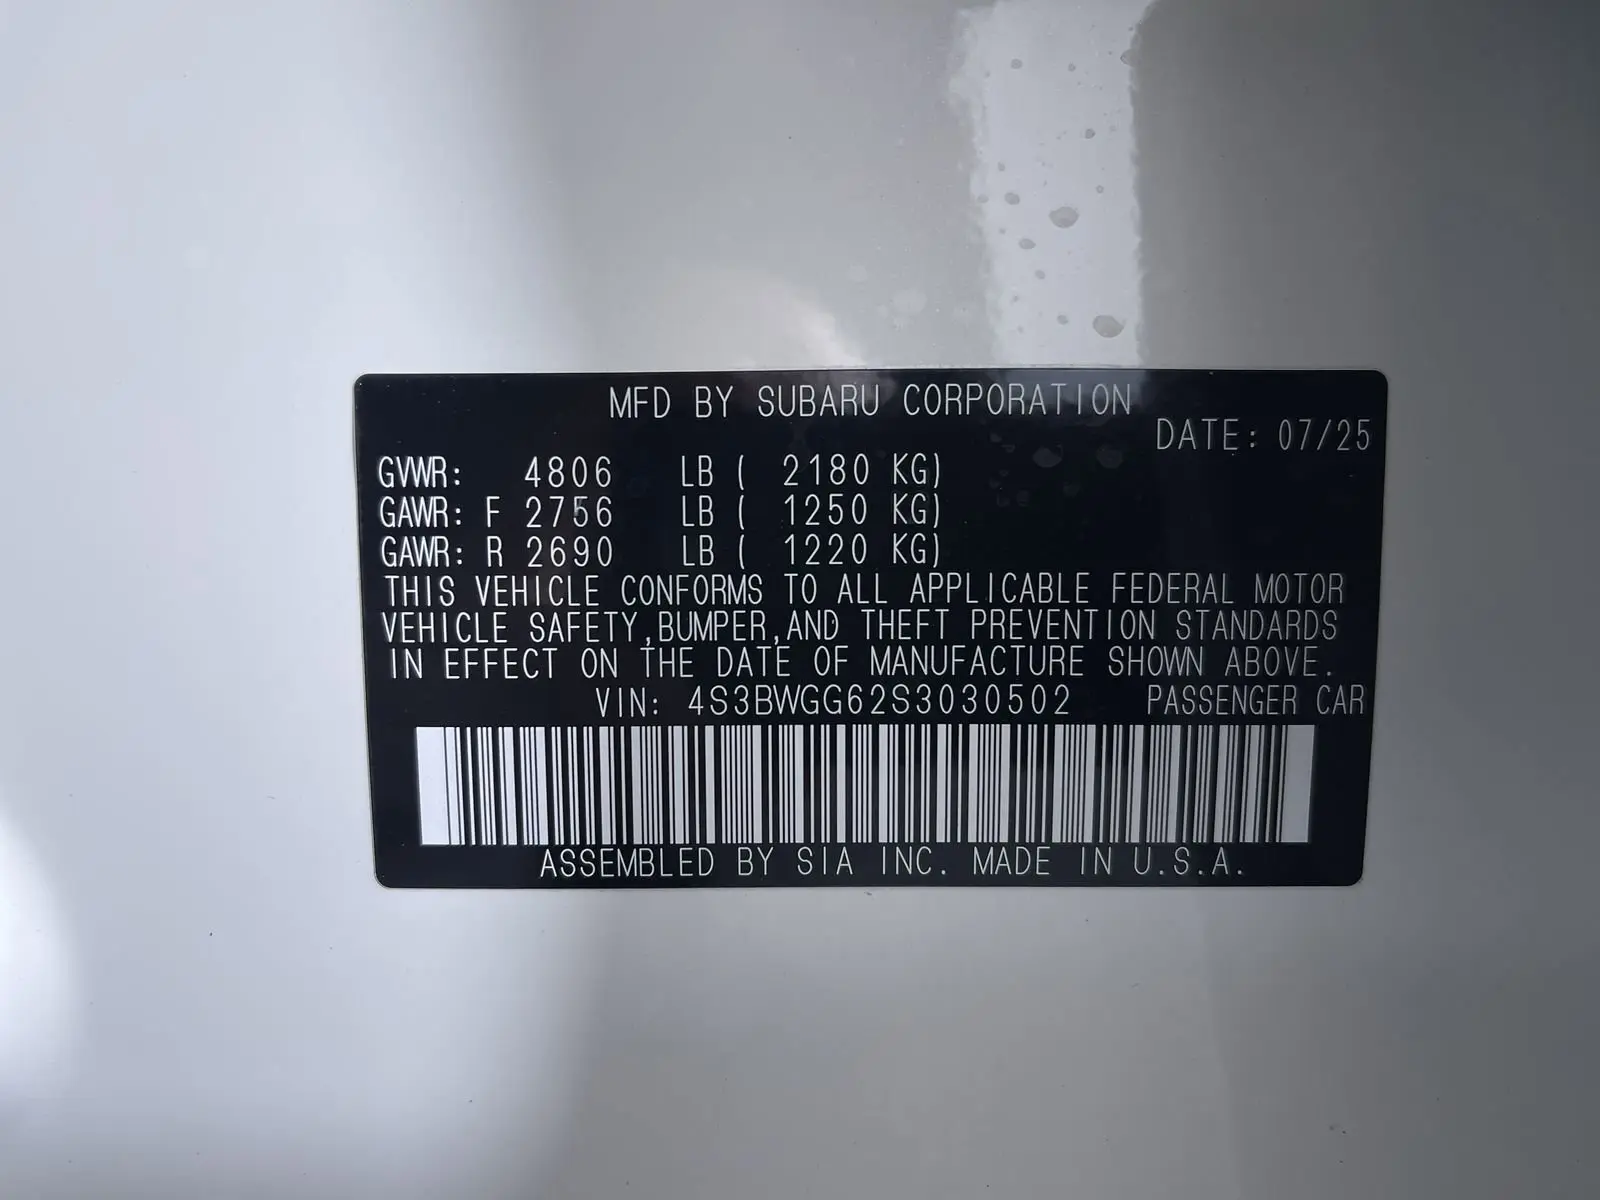 MFD BY SUBARU CORPORATION
DATE: 07/25
GVWR: 4806 LB ( 2180 KG)
GAWR: F 2756 LB ( 1250 KG)
GAWR: R 2690 LB ( 1220 KG)
THIS VEHICLE CONFORMS TO ALL APPLICABLE FEDERAL MOTOR
VEHICLE SAFETY,BUMPER,AND THEFT PREVENTION STANDARDS
IN EFFECT ON THE DATE OF MANUFACTURE SHOWN ABOVE.
VIN: 4S3BWGG62S3030502 PASSENGER CAR
ASSEMBLED BY SIA INC. MADE IN U.S.A.